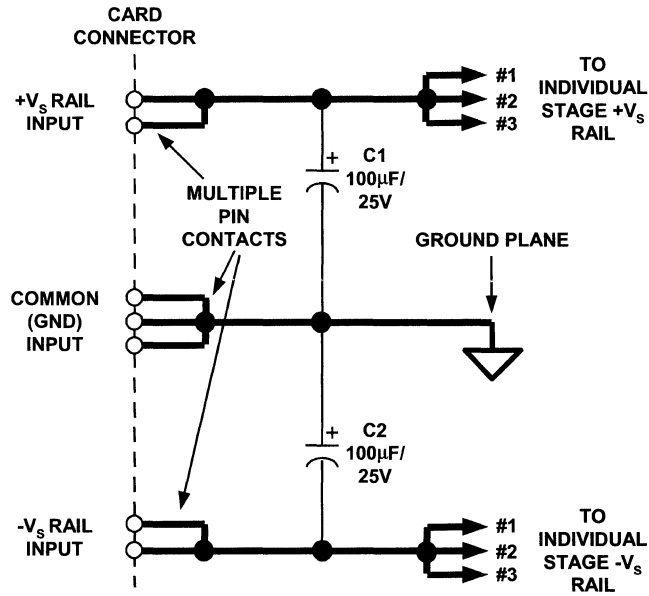 CARD
CONNECTOR
+VS RAIL
INPUT
#1
#2
#3
TO
INDIVIDUAL
STAGE +VS
RAIL
+
C1
100μF/
25V
MULTIPLE
PIN
CONTACTS
GROUND PLANE
COMMON
(GND)
INPUT
+
C2
100μF/
25V
-VS RAIL
INPUT
#1
#2
#3
TO
INDIVIDUAL
STAGE -VS
RAIL